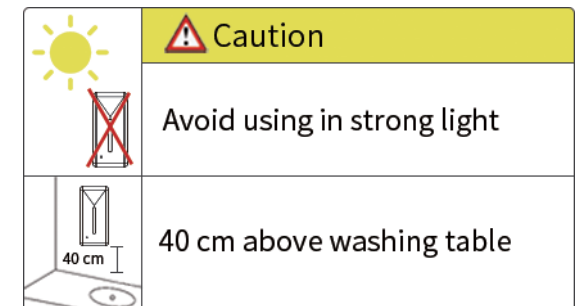 Caution
Avoid using in strong light
40 cm
40 cm above washing table